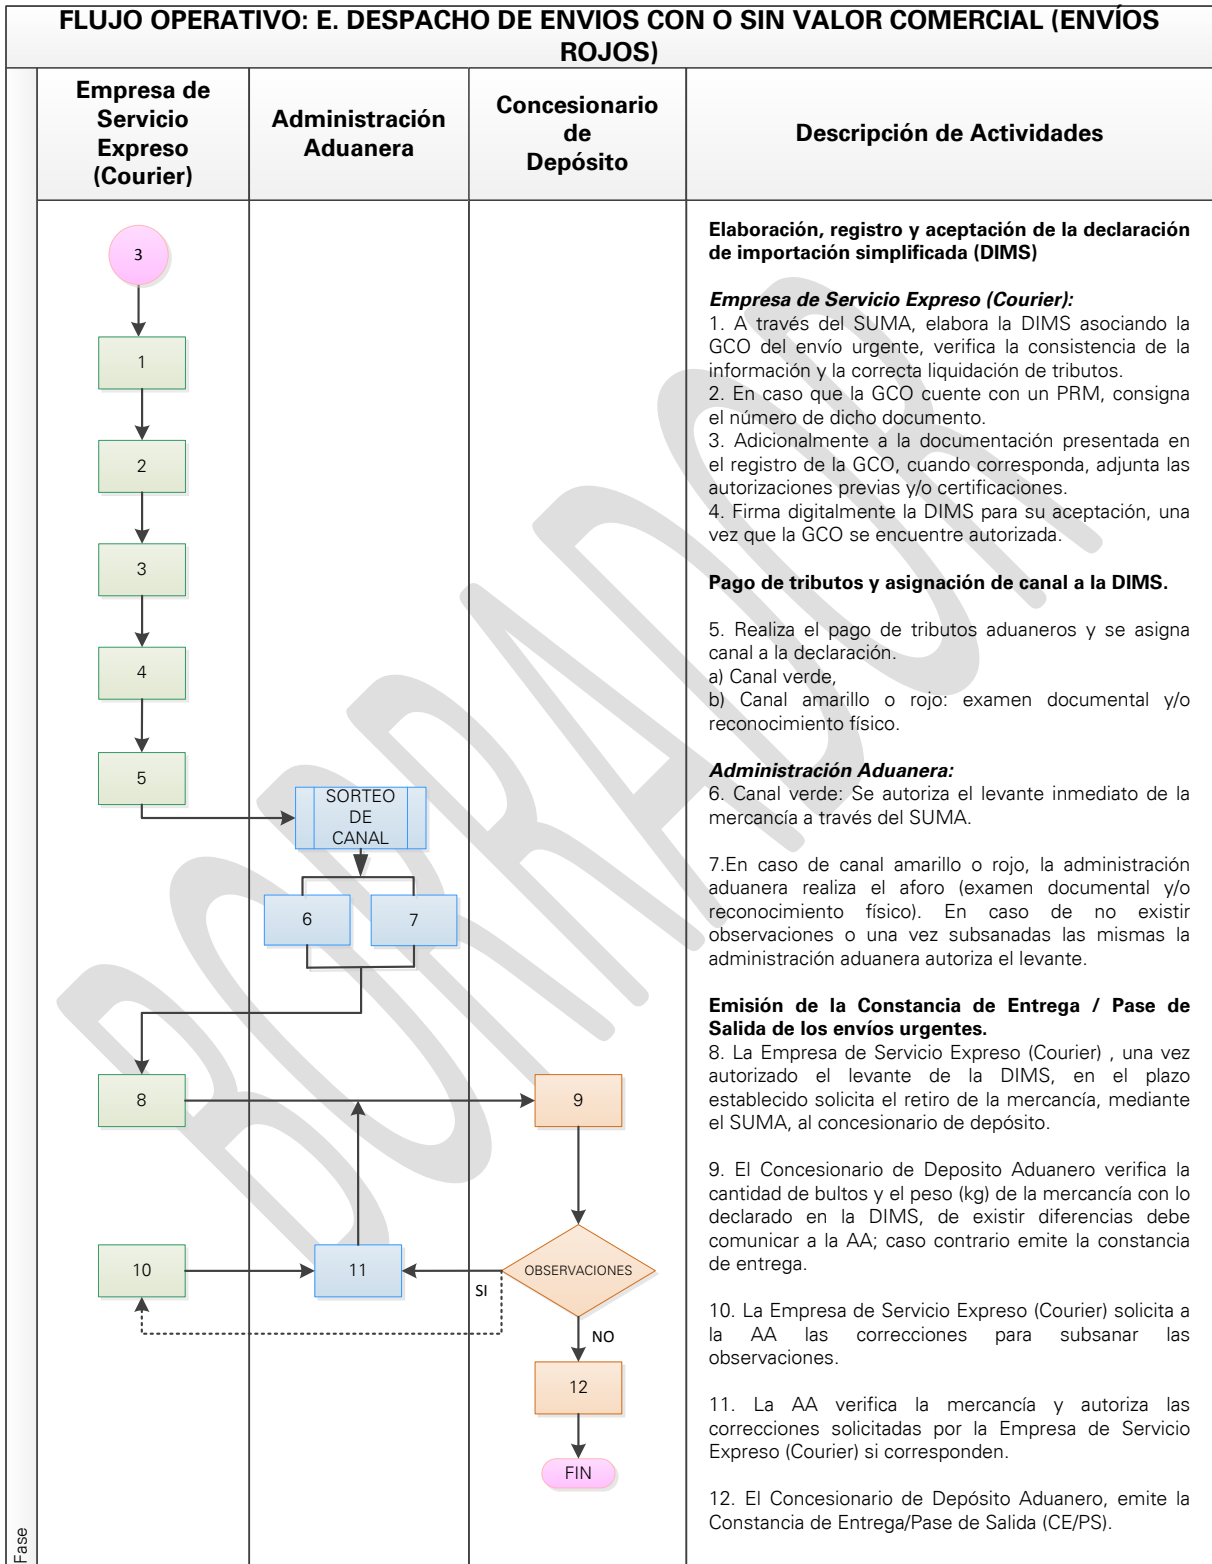 FLUJO OPERATIVO: E. DESPACHO DE ENVIOS CON O SIN VALOR COMERCIAL (ENVÍOS
ROJOS)
Empresa de
Servicio
Expreso
(Courier)
Administración
Aduanera
Concesionario
de
Depósito
Descripción de Actividades
3
1
2
3
4
5
SORTEO
DE
CANAL
6
7
8
9
10
11
OBSERVACIONES
SI
NO
12
FIN
Fase
BORRADOR
Elaboración, registro y aceptación de la declaración
de importación simplificada (DIMS)
Empresa de Servicio Expreso (Courier):
1. A través del SUMA, elabora la DIMS asociando la
GCO del envío urgente, verifica la consistencia de la
información y la correcta liquidación de tributos.
2. En caso que la GCO cuente con un PRM, consigna
el número de dicho documento.
3. Adicionalmente a la documentación presentada en
el registro de la GCO, cuando corresponda, adjunta las
autorizaciones previas y/o certificaciones.
4. Firma digitalmente la DIMS para su aceptación, una
vez que la GCO se encuentre autorizada.
Pago de tributos y asignación de canal a la DIMS.
5. Realiza el pago de tributos aduaneros y se asigna
canal a la declaración.
a) Canal verde,
b) Canal amarillo o rojo: examen documental y/o
reconocimiento físico.
Administración Aduanera:
6. Canal verde: Se autoriza el levante inmediato de la
mercancía a través del SUMA.
7.En caso de canal amarillo o rojo, la administración
aduanera realiza el aforo (examen documental y/o
reconocimiento físico). En caso de no existir
observaciones o una vez subsanadas las mismas la
administración aduanera autoriza el levante.
Emisión de la Constancia de Entrega / Pase de
Salida de los envíos urgentes.
8. La Empresa de Servicio Expreso (Courier) , una vez
autorizado el levante de la DIMS, en el plazo
establecido solicita el retiro de la mercancía, mediante
el SUMA, al concesionario de depósito.
9. El Concesionario de Deposito Aduanero verifica la
cantidad de bultos y el peso (kg) de la mercancía con lo
declarado en la DIMS, de existir diferencias debe
comunicar a la AA; caso contrario emite la constancia
de entrega.
10. La Empresa de Servicio Expreso (Courier) solicita a
la AA las correcciones para subsanar las
observaciones.
11. La AA verifica la mercancía y autoriza las
correcciones solicitadas por la Empresa de Servicio
Expreso (Courier) si corresponden.
12. El Concesionario de Depósito Aduanero, emite la
Constancia de Entrega/Pase de Salida (CE/PS).